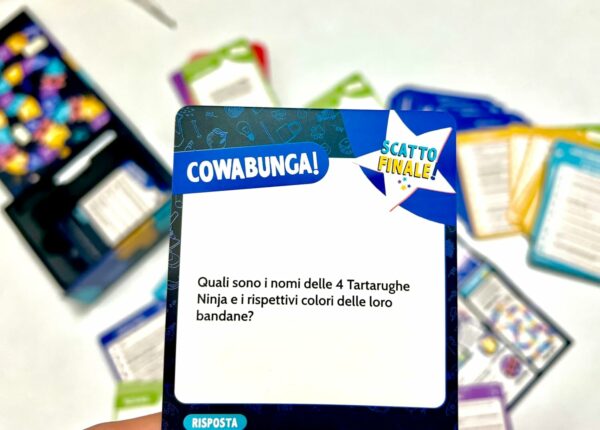 COWABUNGA!
SCATTO
FINALE!
Quali sono i nomi delle 4 Tartarughe
Ninja e i rispettivi colori delle loro
bandane?
RISPOSTA